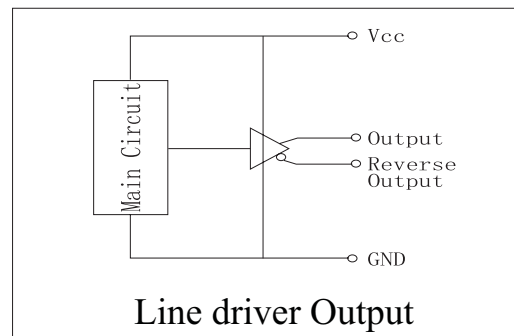 Vcc
Main Circuit
Output
Reverse
Output
GND
Line driver Output